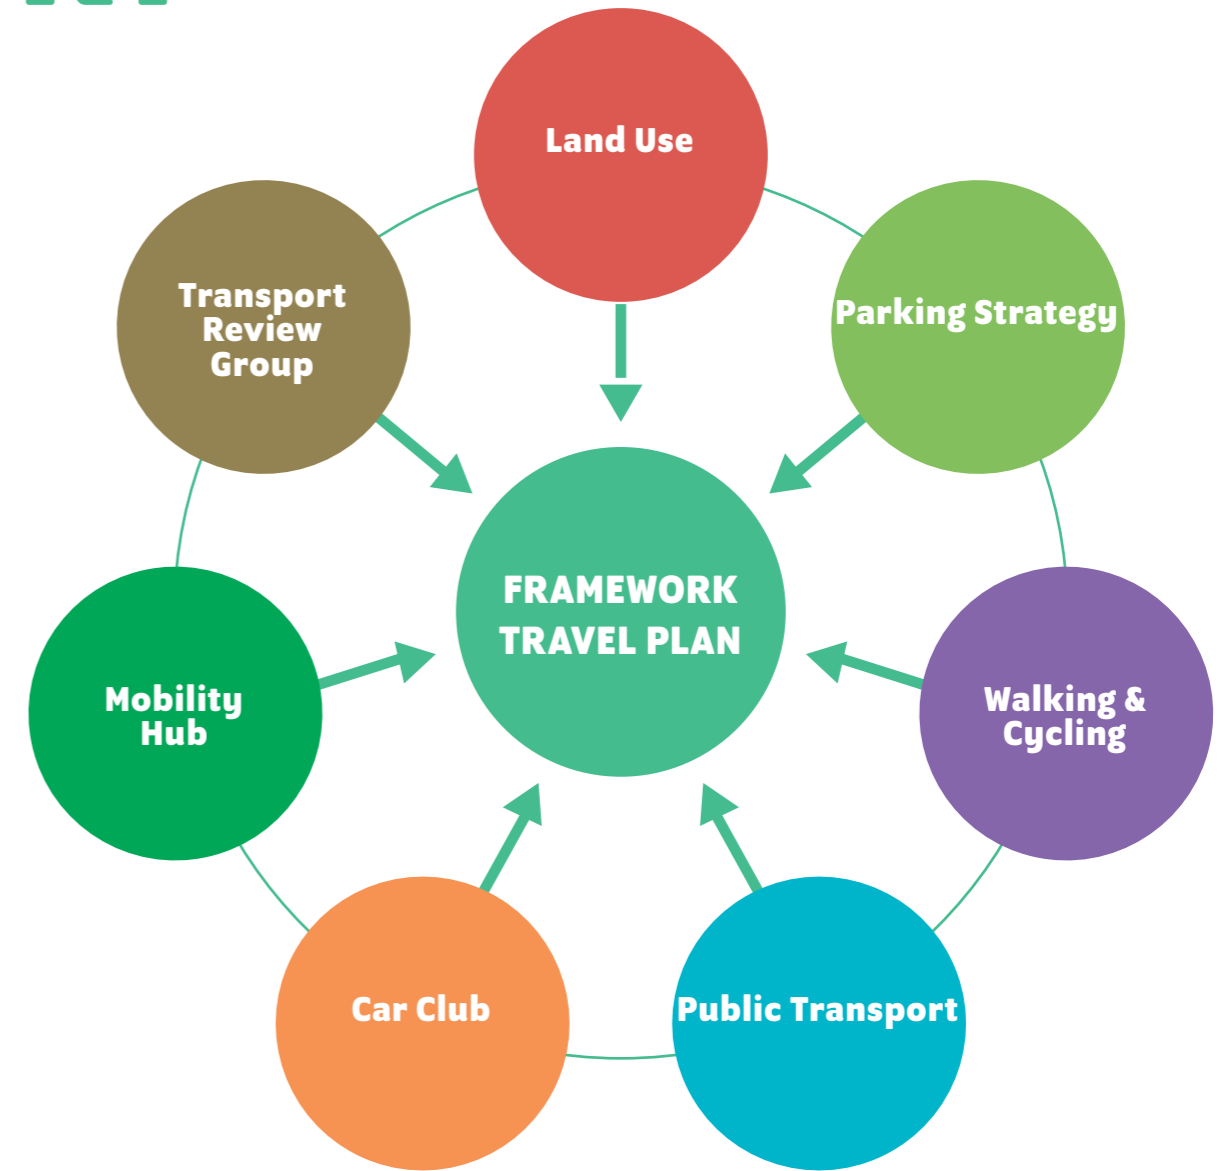 Land Use
Parking Strategy
Transport
Review
Group
FRAMEWORK
TRAVEL PLAN
Mobility
Hub
Walking &
Cycling
Car Club
Public Transport